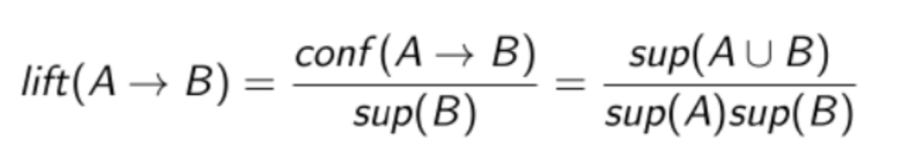 lift(A → B) = conf(A → B) / sup(B) = sup(A ∪ B) / sup(A)sup(B)